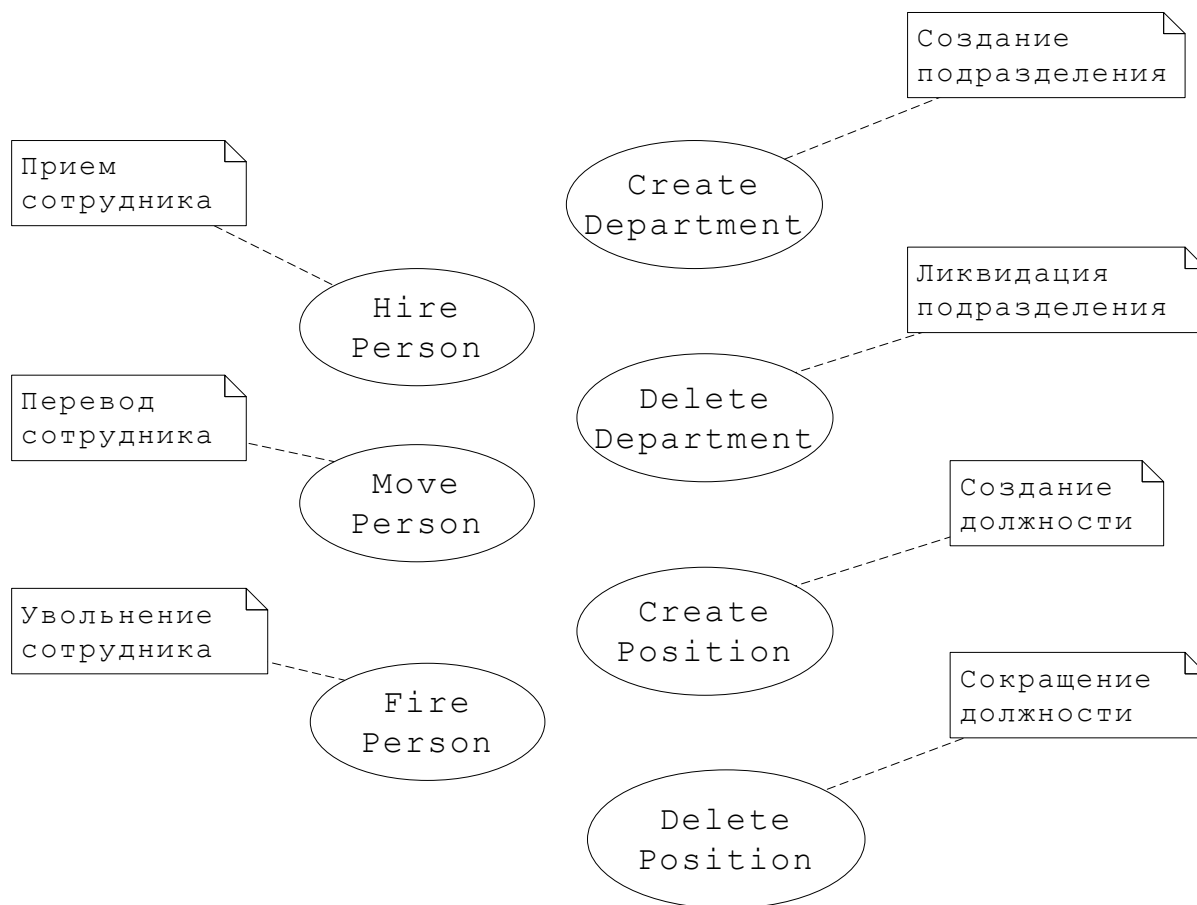 Создание
подразделения
Прием
сотрудника
Create
Department
Ликвидация
подразделения
Hire
Person
Перевод
сотрудника
Delete
Department
Move
Person
Создание
должности
Увольнение
сотрудника
Create
Position
Сокращение
должности
Fire
Person
Delete
Position